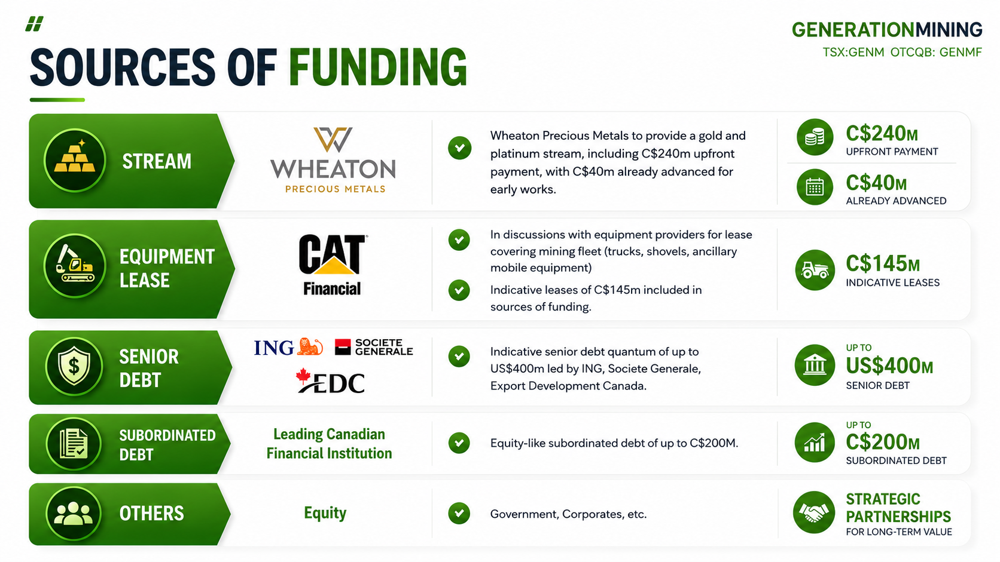 GENERATIONMINING
TSX:GENM OTCQB: GENMF
SOURCES OF FUNDING
STREAM
WHEATON
PRECIOUS METALS
Wheaton Precious Metals to provide a gold and
platinum stream, including C$240m upfront
payment, with C$40m already advanced for
early works.
C$240M
UPFRONT PAYMENT
C$40M
ALREADY ADVANCED
EQUIPMENT
LEASE
CAT
Financial
In discussions with equipment providers for lease
covering mining fleet (trucks, shovels, ancillary
mobile equipment)
Indicative leases of C$145m included in
sources of funding.
C$145M
INDICATIVE LEASES
SENIOR
DEBT
ING
SOCIETE
GENERALE
EDC
Indicative senior debt quantum of up to
US$400m led by ING, Societe Generale,
Export Development Canada.
UP TO
US$400M
SENIOR DEBT
SUBORDINATED
DEBT
Leading Canadian
Financial Institution
Equity-like subordinated debt of up to C$200M.
UP TO
C$200M
SUBORDINATED DEBT
OTHERS
Equity
Government, Corporates, etc.
STRATEGIC
PARTNERSHIPS
FOR LONG-TERM VALUE